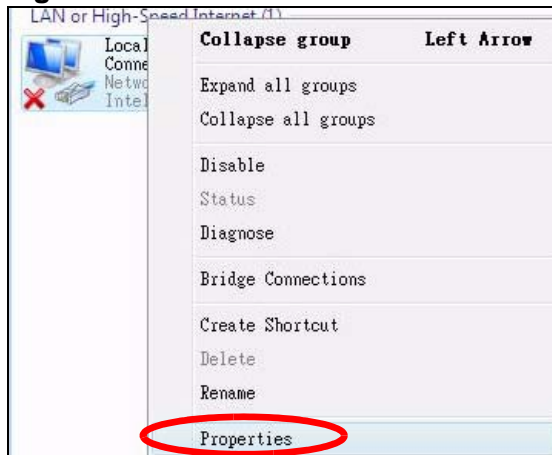 LAN or High-Speed Internet (1)
Local
Conne
Netwo
Intel
Collapse group Left Arrow
Expand all groups
Collapse all groups
Disable
Status
Diagnose
Bridge Connections
Create Shortcut
Delete
Rename
Properties